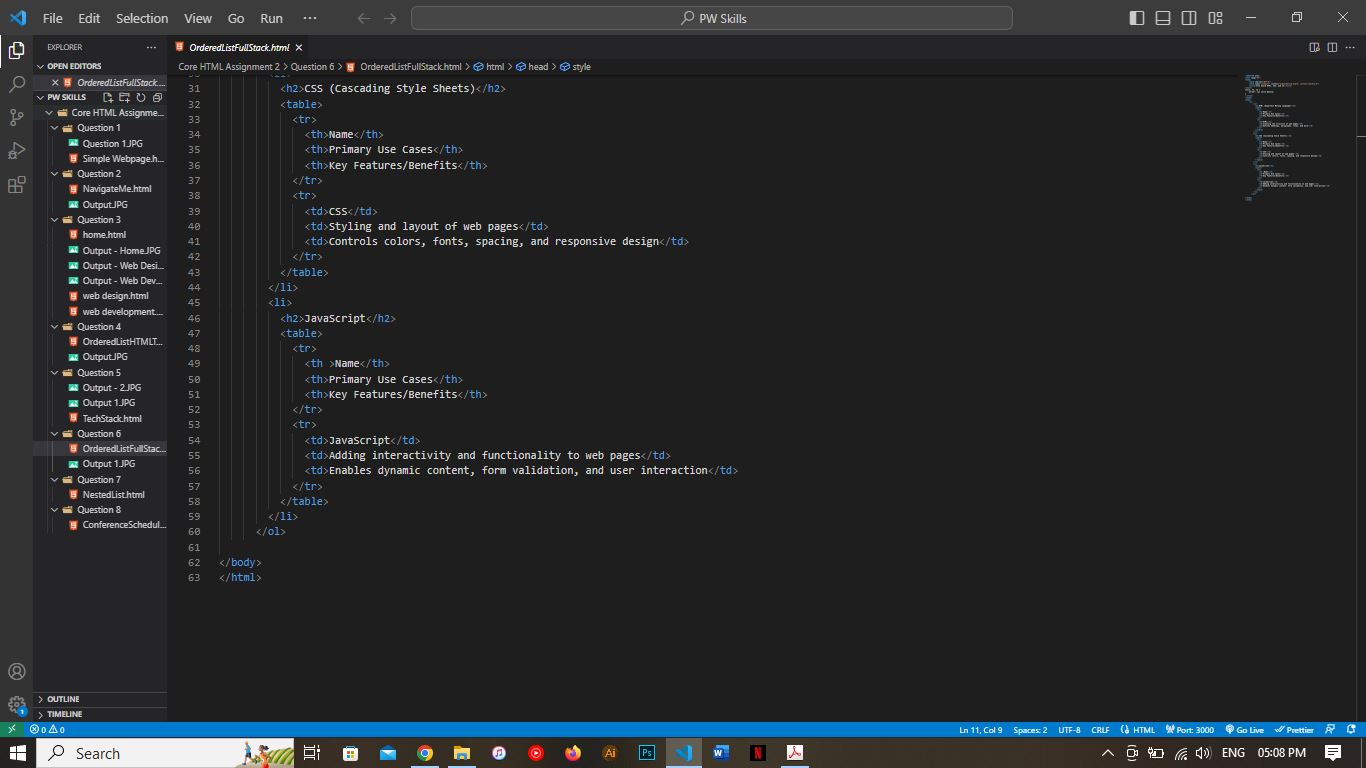 File Edit Selection View Go Run ··· PW Skills
EXPLORER ···
OPEN EDITORS
OrderedListFullStack....
PW SKILLS
Core HTML Assignme...
Question 1
Question 1.JPG
Simple Webpage.h...
Question 2
NavigateMe.html
Output.JPG
Question 3
home.html
Output - Home.JPG
Output - Web Desi...
Output - Web Dev...
web design.html
web development....
Question 4
OrderedListHTMLT...
Output.JPG
Question 5
Output - 2.JPG
Output 1.JPG
TechStack.html
Question 6
OrderedListFullStac...
Output 1.JPG
Question 7
NestedList.html
Question 8
ConferenceSchedul...
OUTLINE
TIMELINE
OrderedListFullStack.html
Core HTML Assignment 2 > Question 6 > OrderedListFullStack.html > html > head > style
31 <h2>CSS (Cascading Style Sheets)</h2>
32 <table>
33 <tr>
34 <th>Name</th>
35 <th>Primary Use Cases</th>
36 <th>Key Features/Benefits</th>
37 </tr>
38 <tr>
39 <td>CSS</td>
40 <td>Styling and layout of web pages</td>
41 <td>Controls colors, fonts, spacing, and responsive design</td>
42 </tr>
43 </table>
44 </li>
45 <li>
46 <h2>JavaScript</h2>
47 <table>
48 <tr>
49 <th >Name</th>
50 <th>Primary Use Cases</th>
51 <th>Key Features/Benefits</th>
52 </tr>
53 <tr>
54 <td>JavaScript</td>
55 <td>Adding interactivity and functionality to web pages</td>
56 <td>Enables dynamic content, form validation, and user interaction</td>
57 </tr>
58 </table>
59 </li>
60 </ol>
61
62 </body>
63 </html>
1
0 0 Ln 11, Col 9 Spaces: 2 UTF-8 CRLF HTML Port: 3000 Go Live Prettier
Search Ai Ps W N ENG 05:08 PM